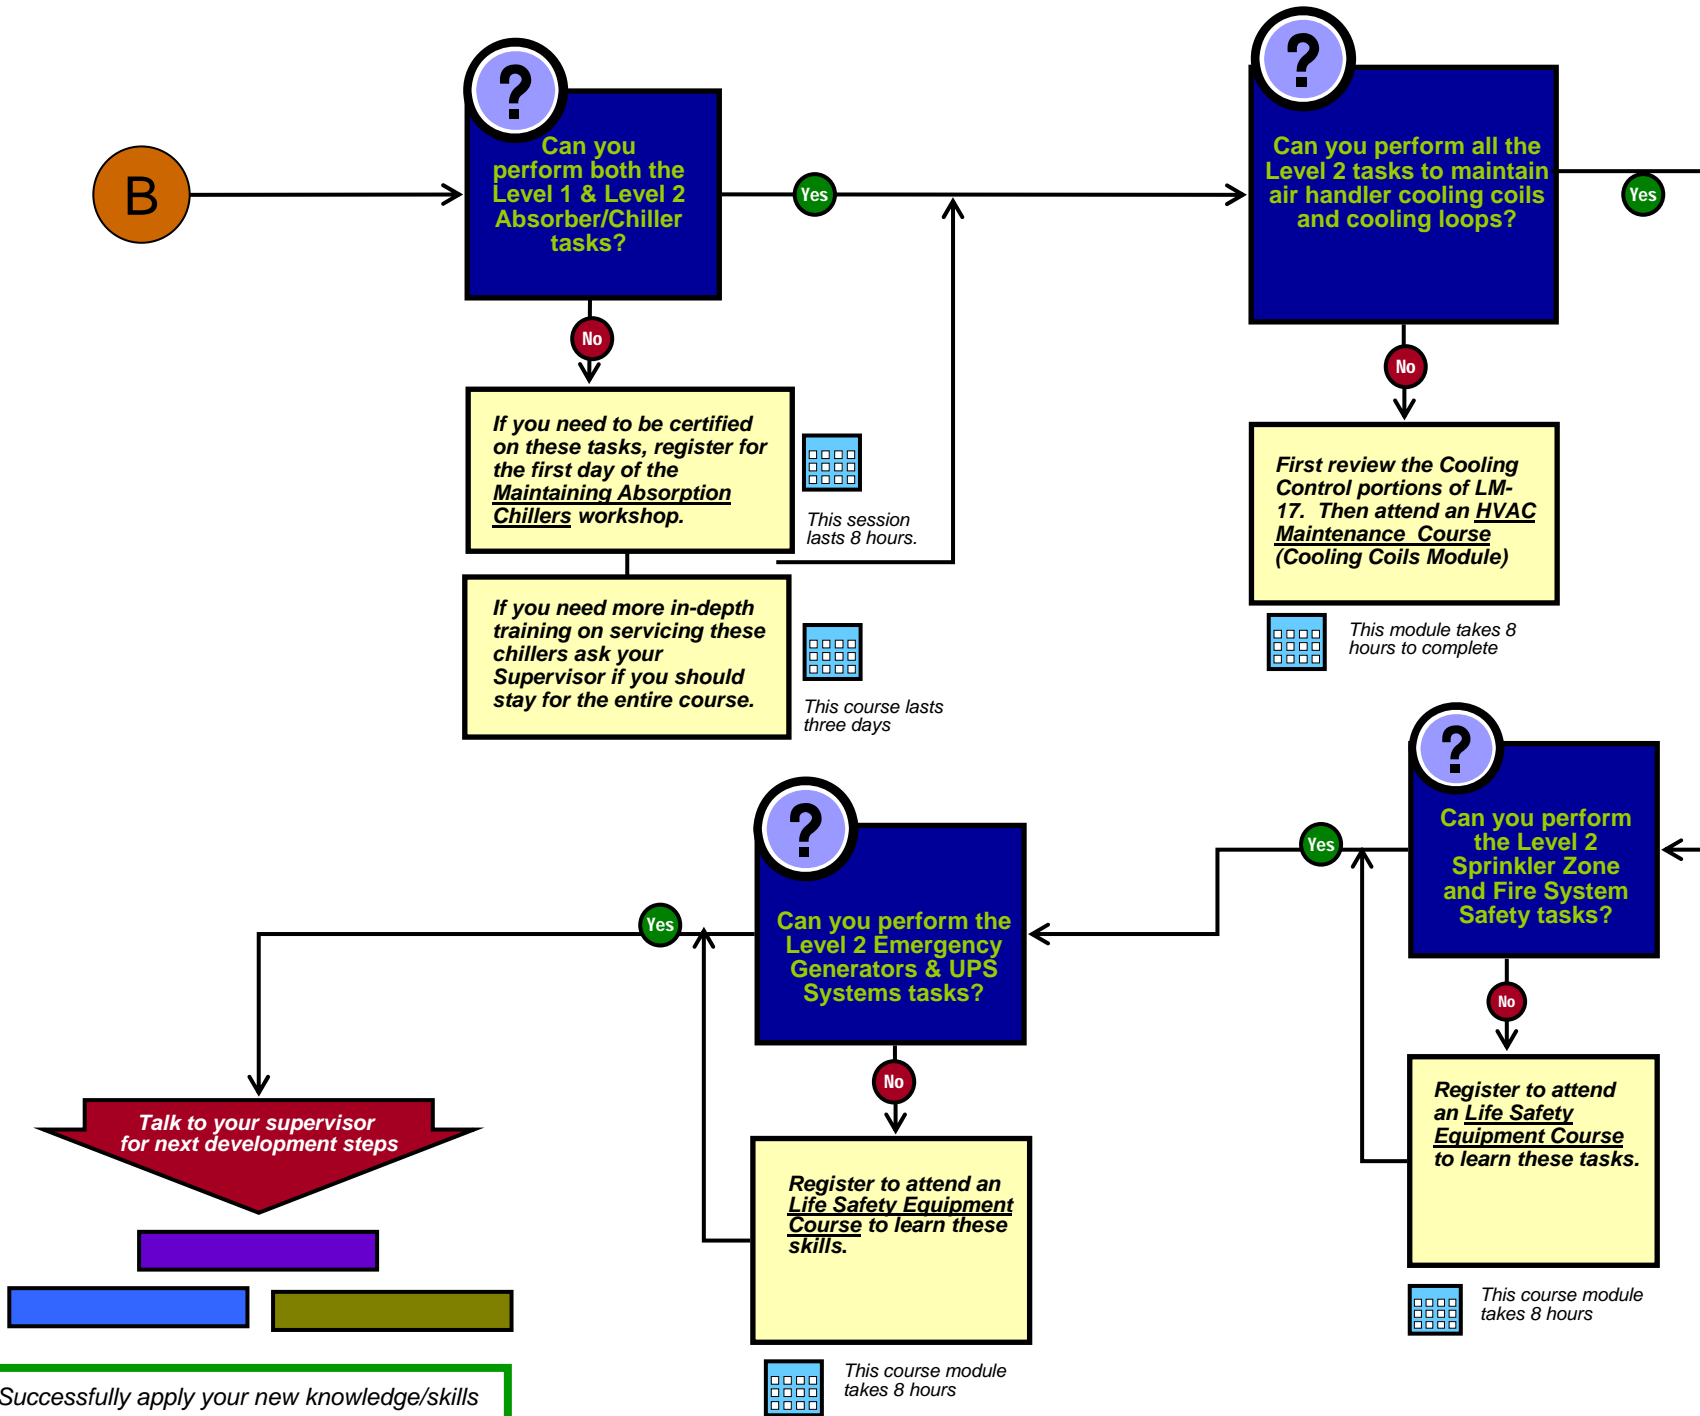 B
?
Can you
perform both the
Level 1 & Level 2
Absorber/Chiller
tasks?
Yes
No
If you need to be certified
on these tasks, register for
the first day of the
Maintaining Absorption
Chillers workshop.
This session
lasts 8 hours.
If you need more in-depth
training on servicing these
chillers ask your
Supervisor if you should
stay for the entire course.
This course lasts
three days
?
Can you perform all the
Level 2 tasks to maintain
air handler cooling coils
and cooling loops?
Yes
No
First review the Cooling
Control portions of LM-
17. Then attend an HVAC
Maintenance Course
(Cooling Coils Module)
This module takes 8
hours to complete
?
Can you perform
the Level 2
Sprinkler Zone
and Fire System
Safety tasks?
Yes
No
Register to attend
an Life Safety
Equipment Course
to learn these tasks.
This course module
takes 8 hours
?
Can you perform the
Level 2 Emergency
Generators & UPS
Systems tasks?
Yes
No
Register to attend an
Life Safety Equipment
Course to learn these
skills.
This course module
takes 8 hours
Talk to your supervisor
for next development steps
Successfully apply your new knowledge/skills